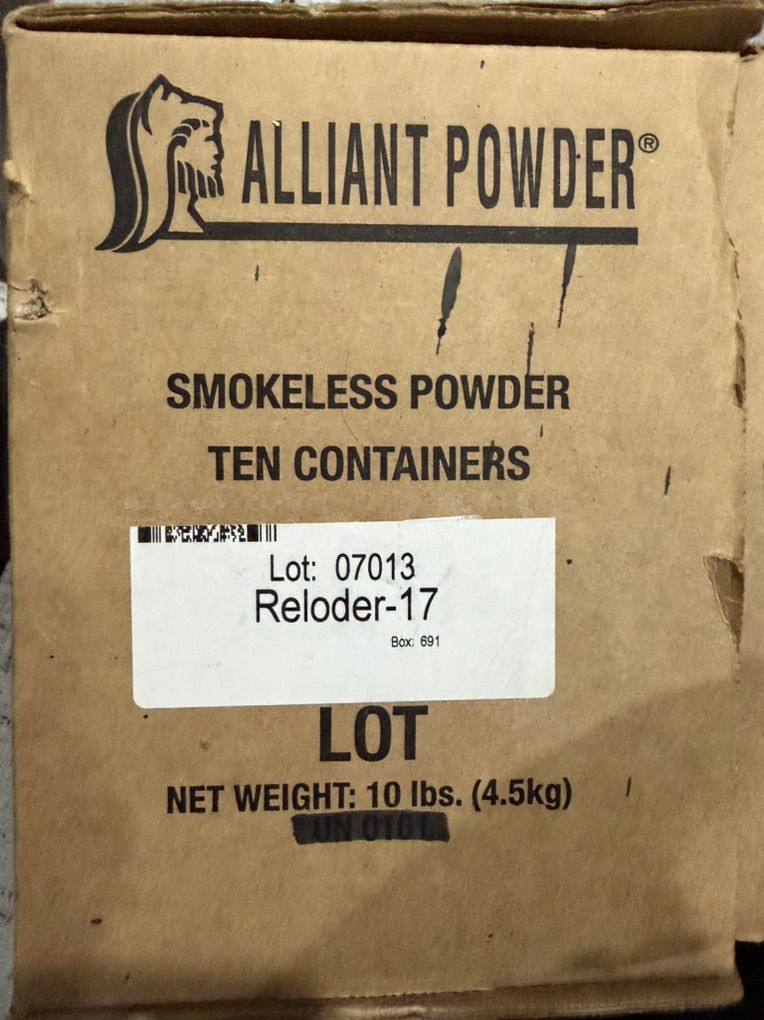 ALLIANT POWDER®
SMOKELESS POWDER
TEN CONTAINERS
Lot: 07013
Reloder-17
Box: 691
LOT
NET WEIGHT: 10 lbs. (4.5kg)
UN 0161